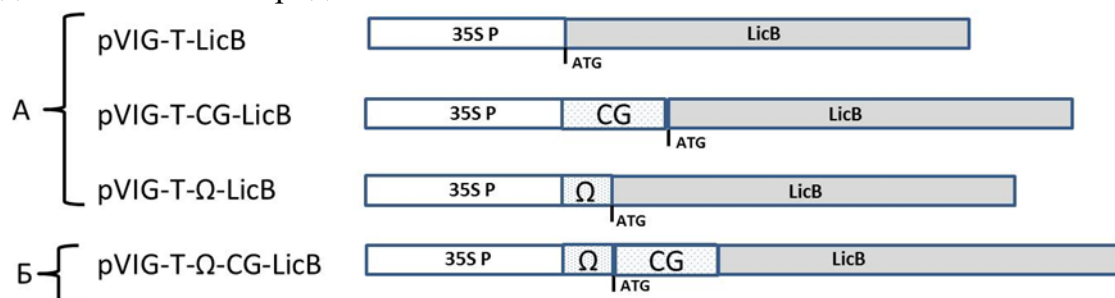 pVIG-T-LicB 35S P LicB
ATG
А pVIG-T-CG-LicB 35S P CG LicB
ATG
pVIG-T-Ω-LicB 35S P Ω LicB
ATG
Б pVIG-T-Ω-CG-LicB 35S P Ω CG LicB
ATG